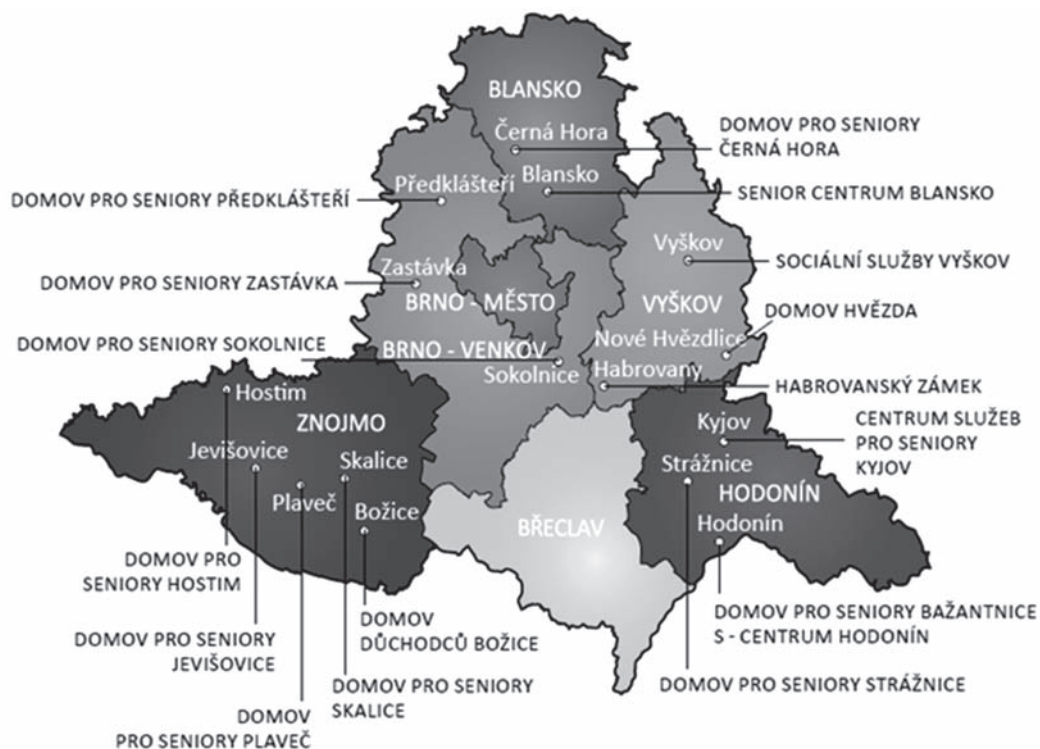 BLANSKO
Černá Hora
DOMOV PRO SENIORY
ČERNÁ HORA
Předklášteří
Blansko
DOMOV PRO SENIORY PŘEDKLÁŠTEŘÍ
SENIOR CENTRUM BLANSKO
Vyškov
SOCIÁLNÍ SLUŽBY VYŠKOV
Zastávka
DOMOV PRO SENIORY ZASTÁVKA
BRNO - MĚSTO
VYŠKOV
DOMOV HVĚZDA
Nové Hvězdlice
DOMOV PRO SENIORY SOKOLNICE
BRNO - VENKOV
Sokolnice
Habrovany
HABROVANSKÝ ZÁMEK
Hostim
ZNOJMO
Kyjov
CENTRUM SLUŽEB
PRO SENIORY
KYJOV
Jevišovice
Skalice
Strážnice
HODONÍN
Plaveč
Božice
BŘECLAV
Hodonín
DOMOV PRO
SENIORY HOSTIM
DOMOV
DŮCHODCŮ BOŽICE
DOMOV PRO SENIORY BAŽANTNICE
S - CENTRUM HODONÍN
DOMOV PRO SENIORY
JEVIŠOVICE
DOMOV PRO SENIORY
SKALICE
DOMOV PRO SENIORY STRÁŽNICE
DOMOV
PRO SENIORY PLAVEČ